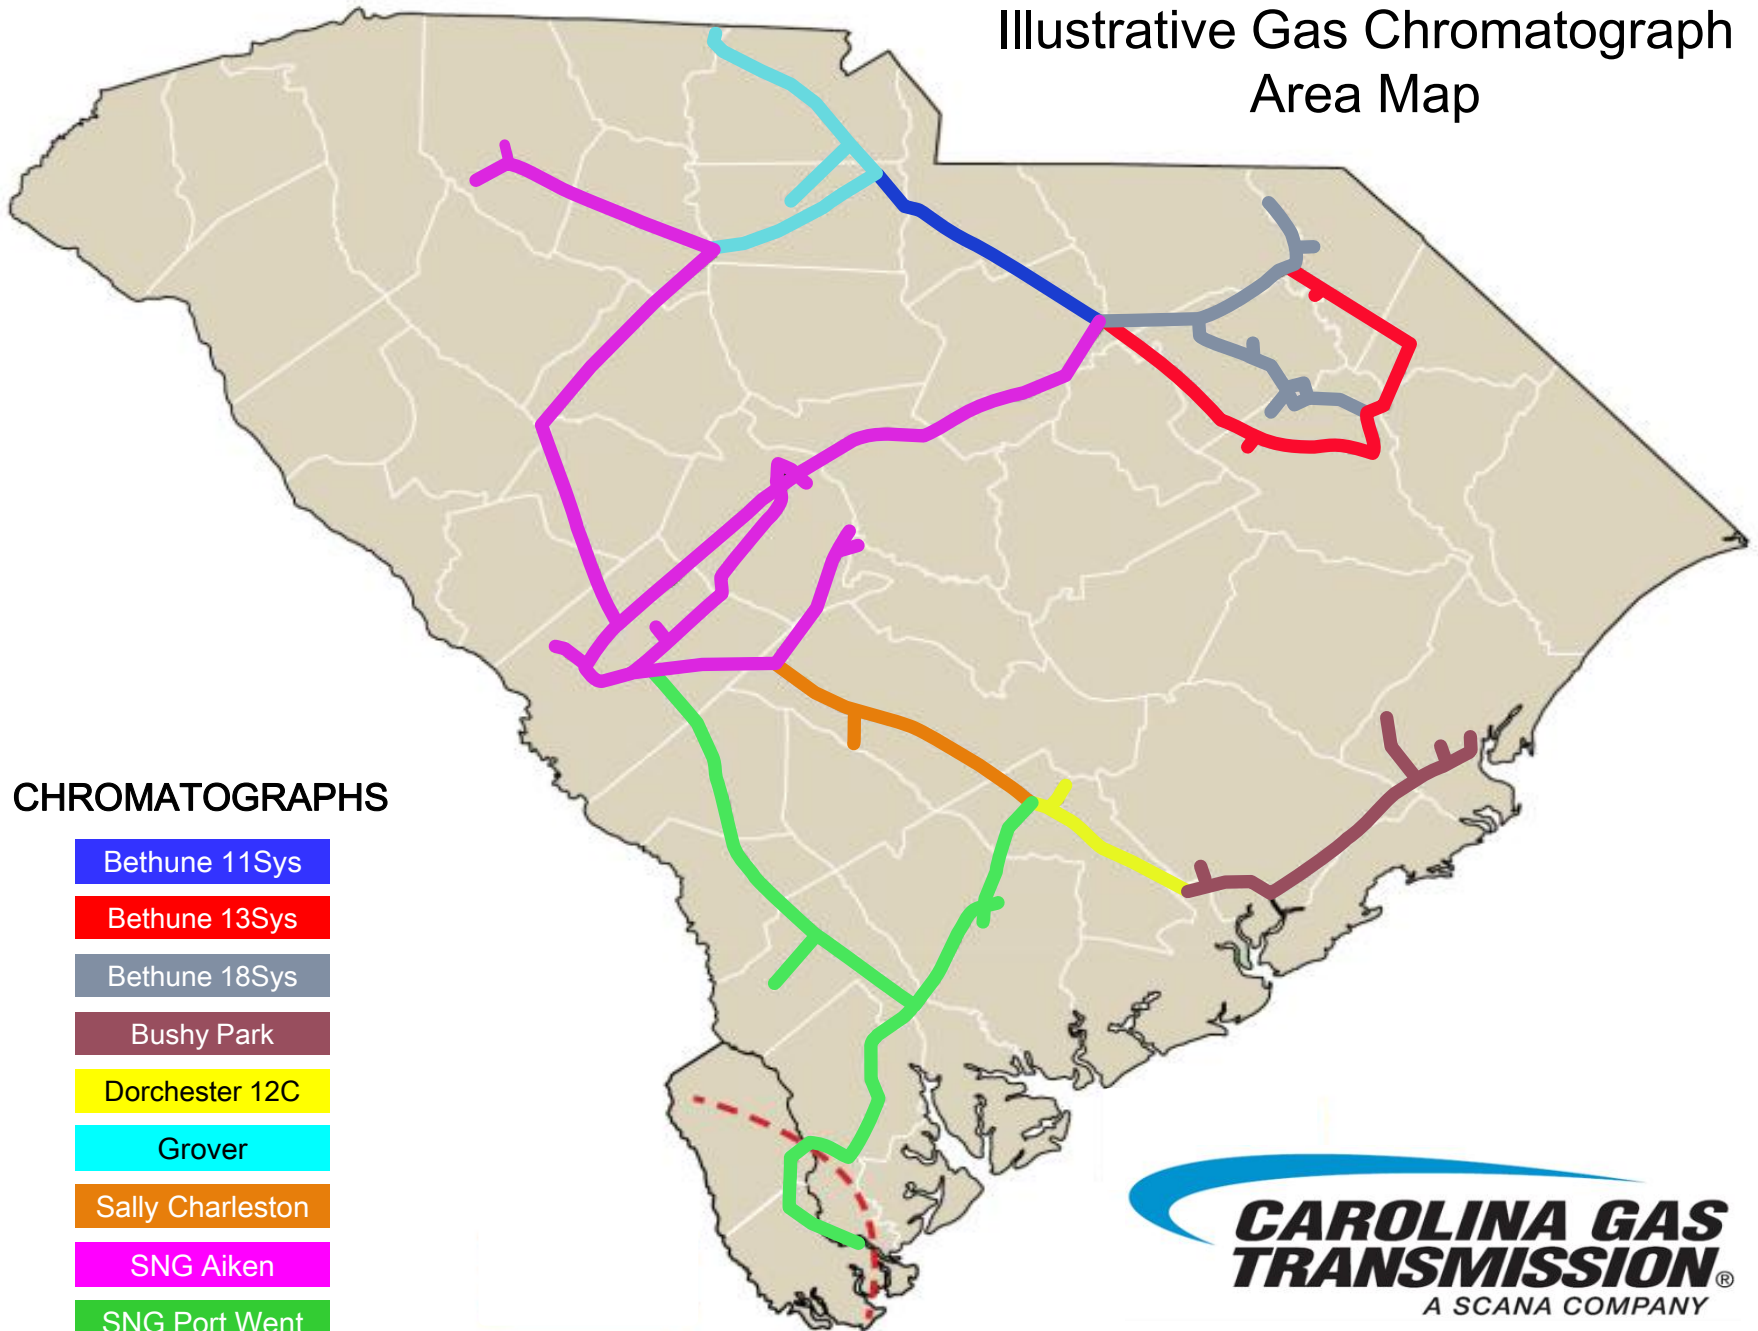 Illustrative Gas Chromatograph
Area Map
CHROMATOGRAPHS
Bethune 11Sys
Bethune 13Sys
Bethune 18Sys
Bushy Park
Dorchester 12C
Grover
Sally Charleston
SNG Aiken
SNG Port Went
CAROLINA GAS
TRANSMISSION®
A SCANA COMPANY